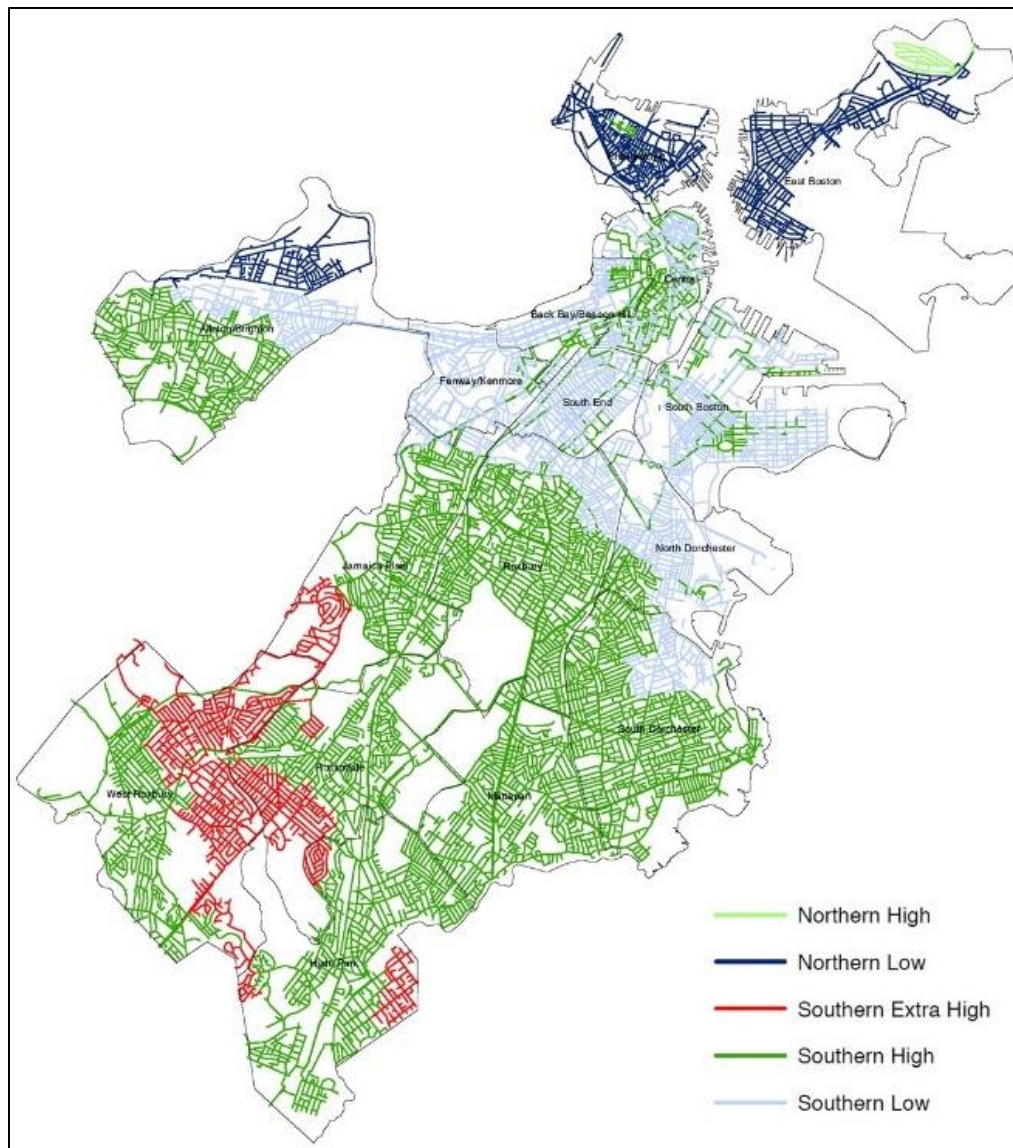 East Boston
Central
Allston/Brighton
Back Bay/Beacon Hill
Fenway/Kenmore
South End
South Boston
North Dorchester
Jamaica Plain
Roxbury
South Dorchester
Roslindale
West Roxbury
Mattapan
Hyde Park
Northern High
Northern Low
Southern Extra High
Southern High
Southern Low